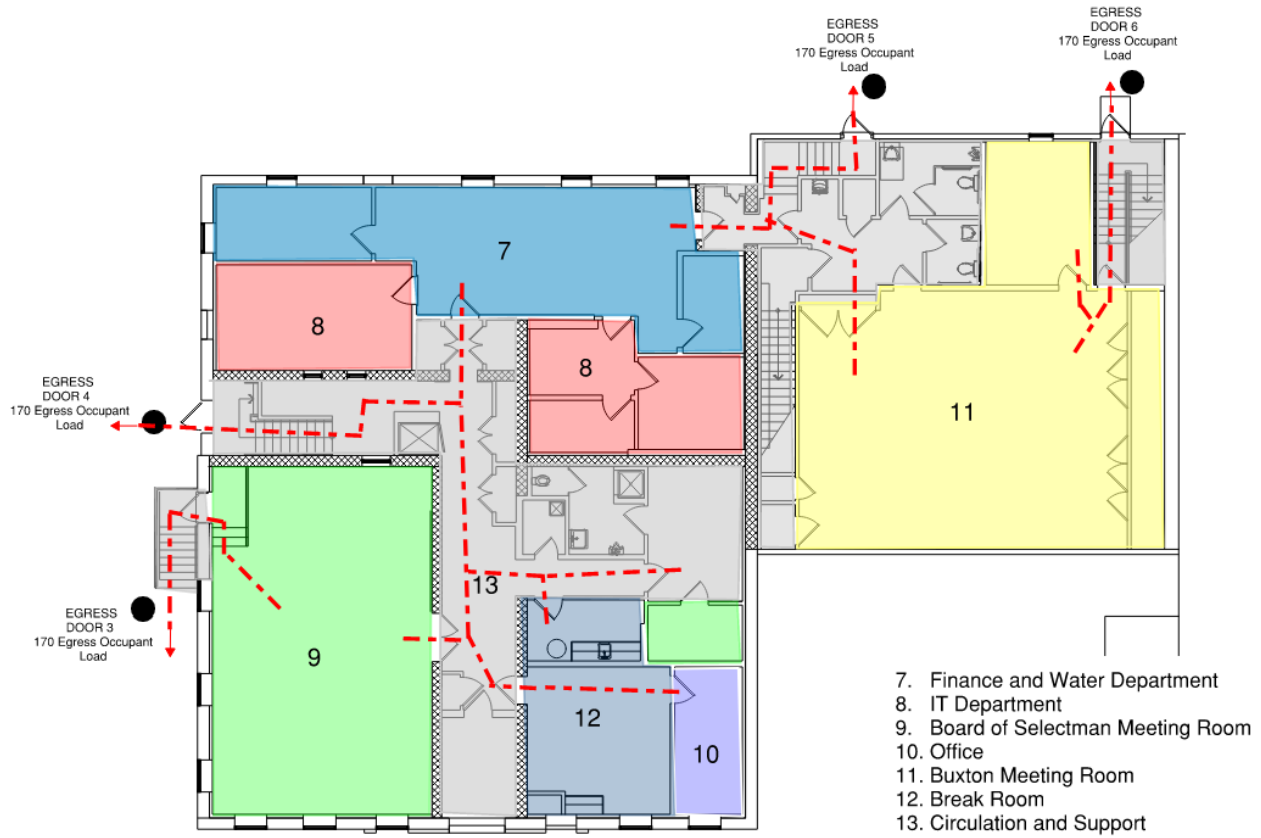 EGRESS
DOOR 5
170 Egress Occupant
Load
EGRESS
DOOR 6
170 Egress Occupant
Load
7
8
8
EGRESS
DOOR 4
170 Egress Occupant
Load
11
13
EGRESS
DOOR 3
170 Egress Occupant
Load
9
12
10
7. Finance and Water Department
8. IT Department
9. Board of Selectman Meeting Room
10. Office
11. Buxton Meeting Room
12. Break Room
13. Circulation and Support